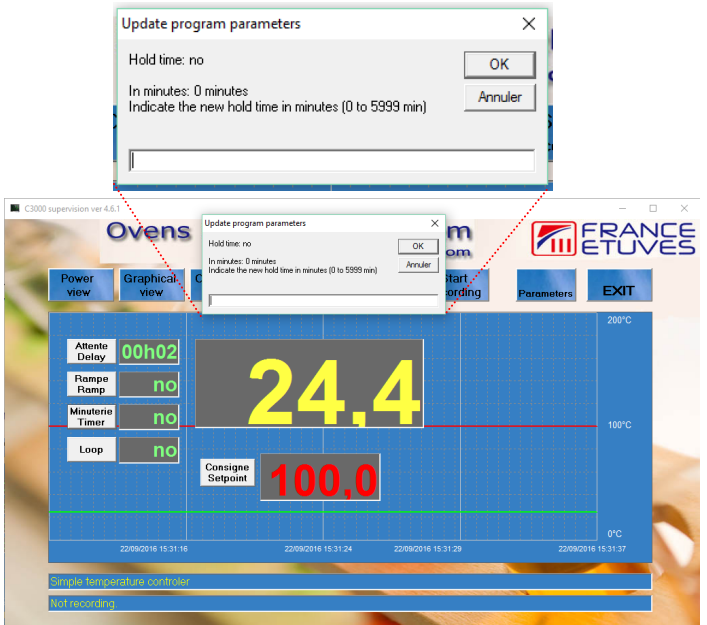 Update program parameters
Hold time: no
OK
In minutes: 0 minutes
Annuler
Indicate the new hold time in minutes (0 to 5999 min)
C3000 supervision ver 4.6.1
Ovens
m
om
FRANCE
ETUVES
Update program parameters
Hold time: no
OK
In minutes: 0 minutes
Annuler
Indicate the new hold time in minutes (0 to 5999 min)
Power
view
Graphical
view
Start
Parameters
EXIT
200°C
Attente
Delay
00h02
24,4
Rampe
Ramp
no
Minuterie
Timer
no
100°C
Loop
no
Consigne
Setpoint
100,0
0°C
22/09/2016 15:31:16
22/09/2016 15:31:24
22/09/2016 15:31:29
22/09/2016 15:31:37
Simple temperature controler
Not recording.